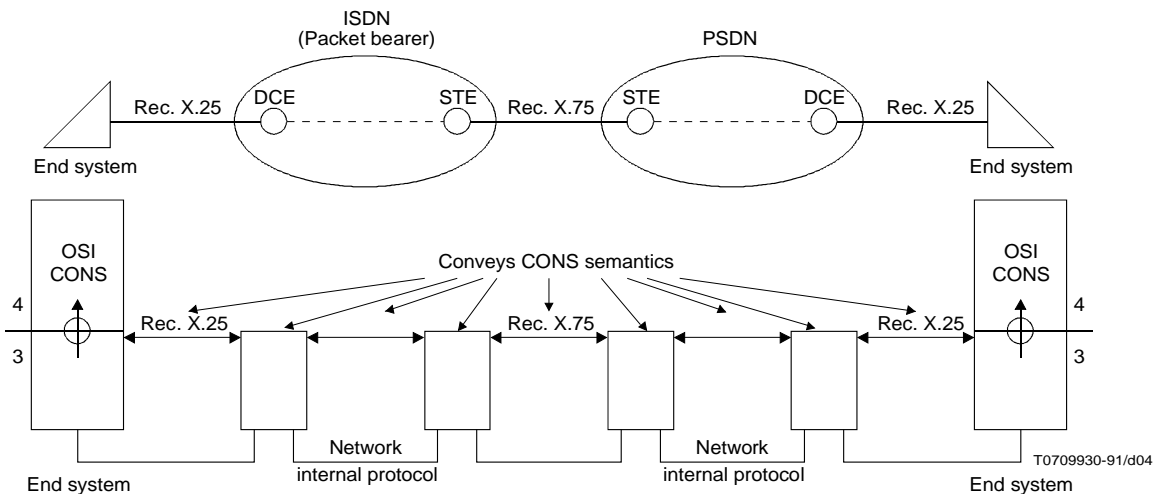 ISDN
(Packet bearer)
PSDN
Rec. X.25
DCE
STE
Rec. X.75
STE
DCE
Rec. X.25
End system
End system
OSI
CONS
Conveys CONS semantics
OSI
CONS
4
3
Rec. X.25
Rec. X.75
Rec. X.25
4
3
Network
internal protocol
Network
internal protocol
T0709930-91/d04
End system
End system